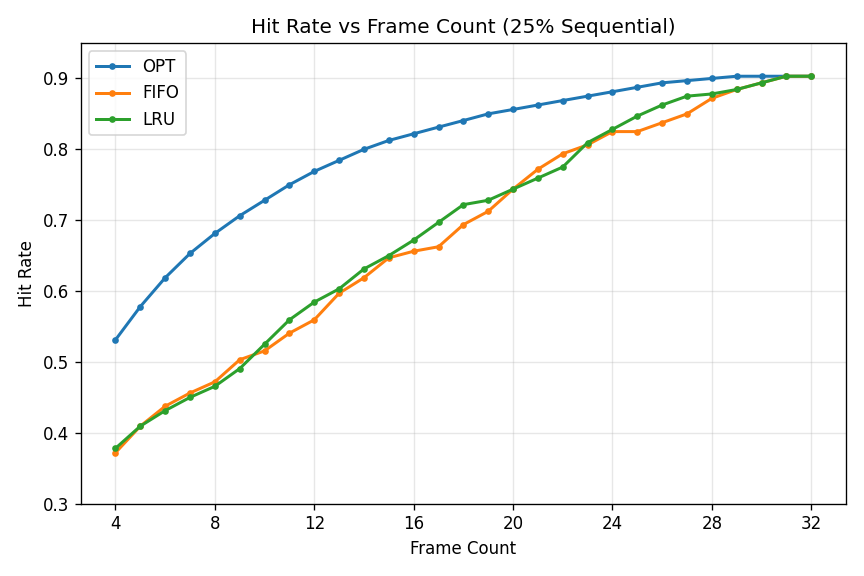 Hit Rate vs Frame Count (25% Sequential)
OPT
FIFO
LRU
Hit Rate
0.9
0.8
0.7
0.6
0.5
0.4
0.3
4 8 12 16 20 24 28 32
Frame Count